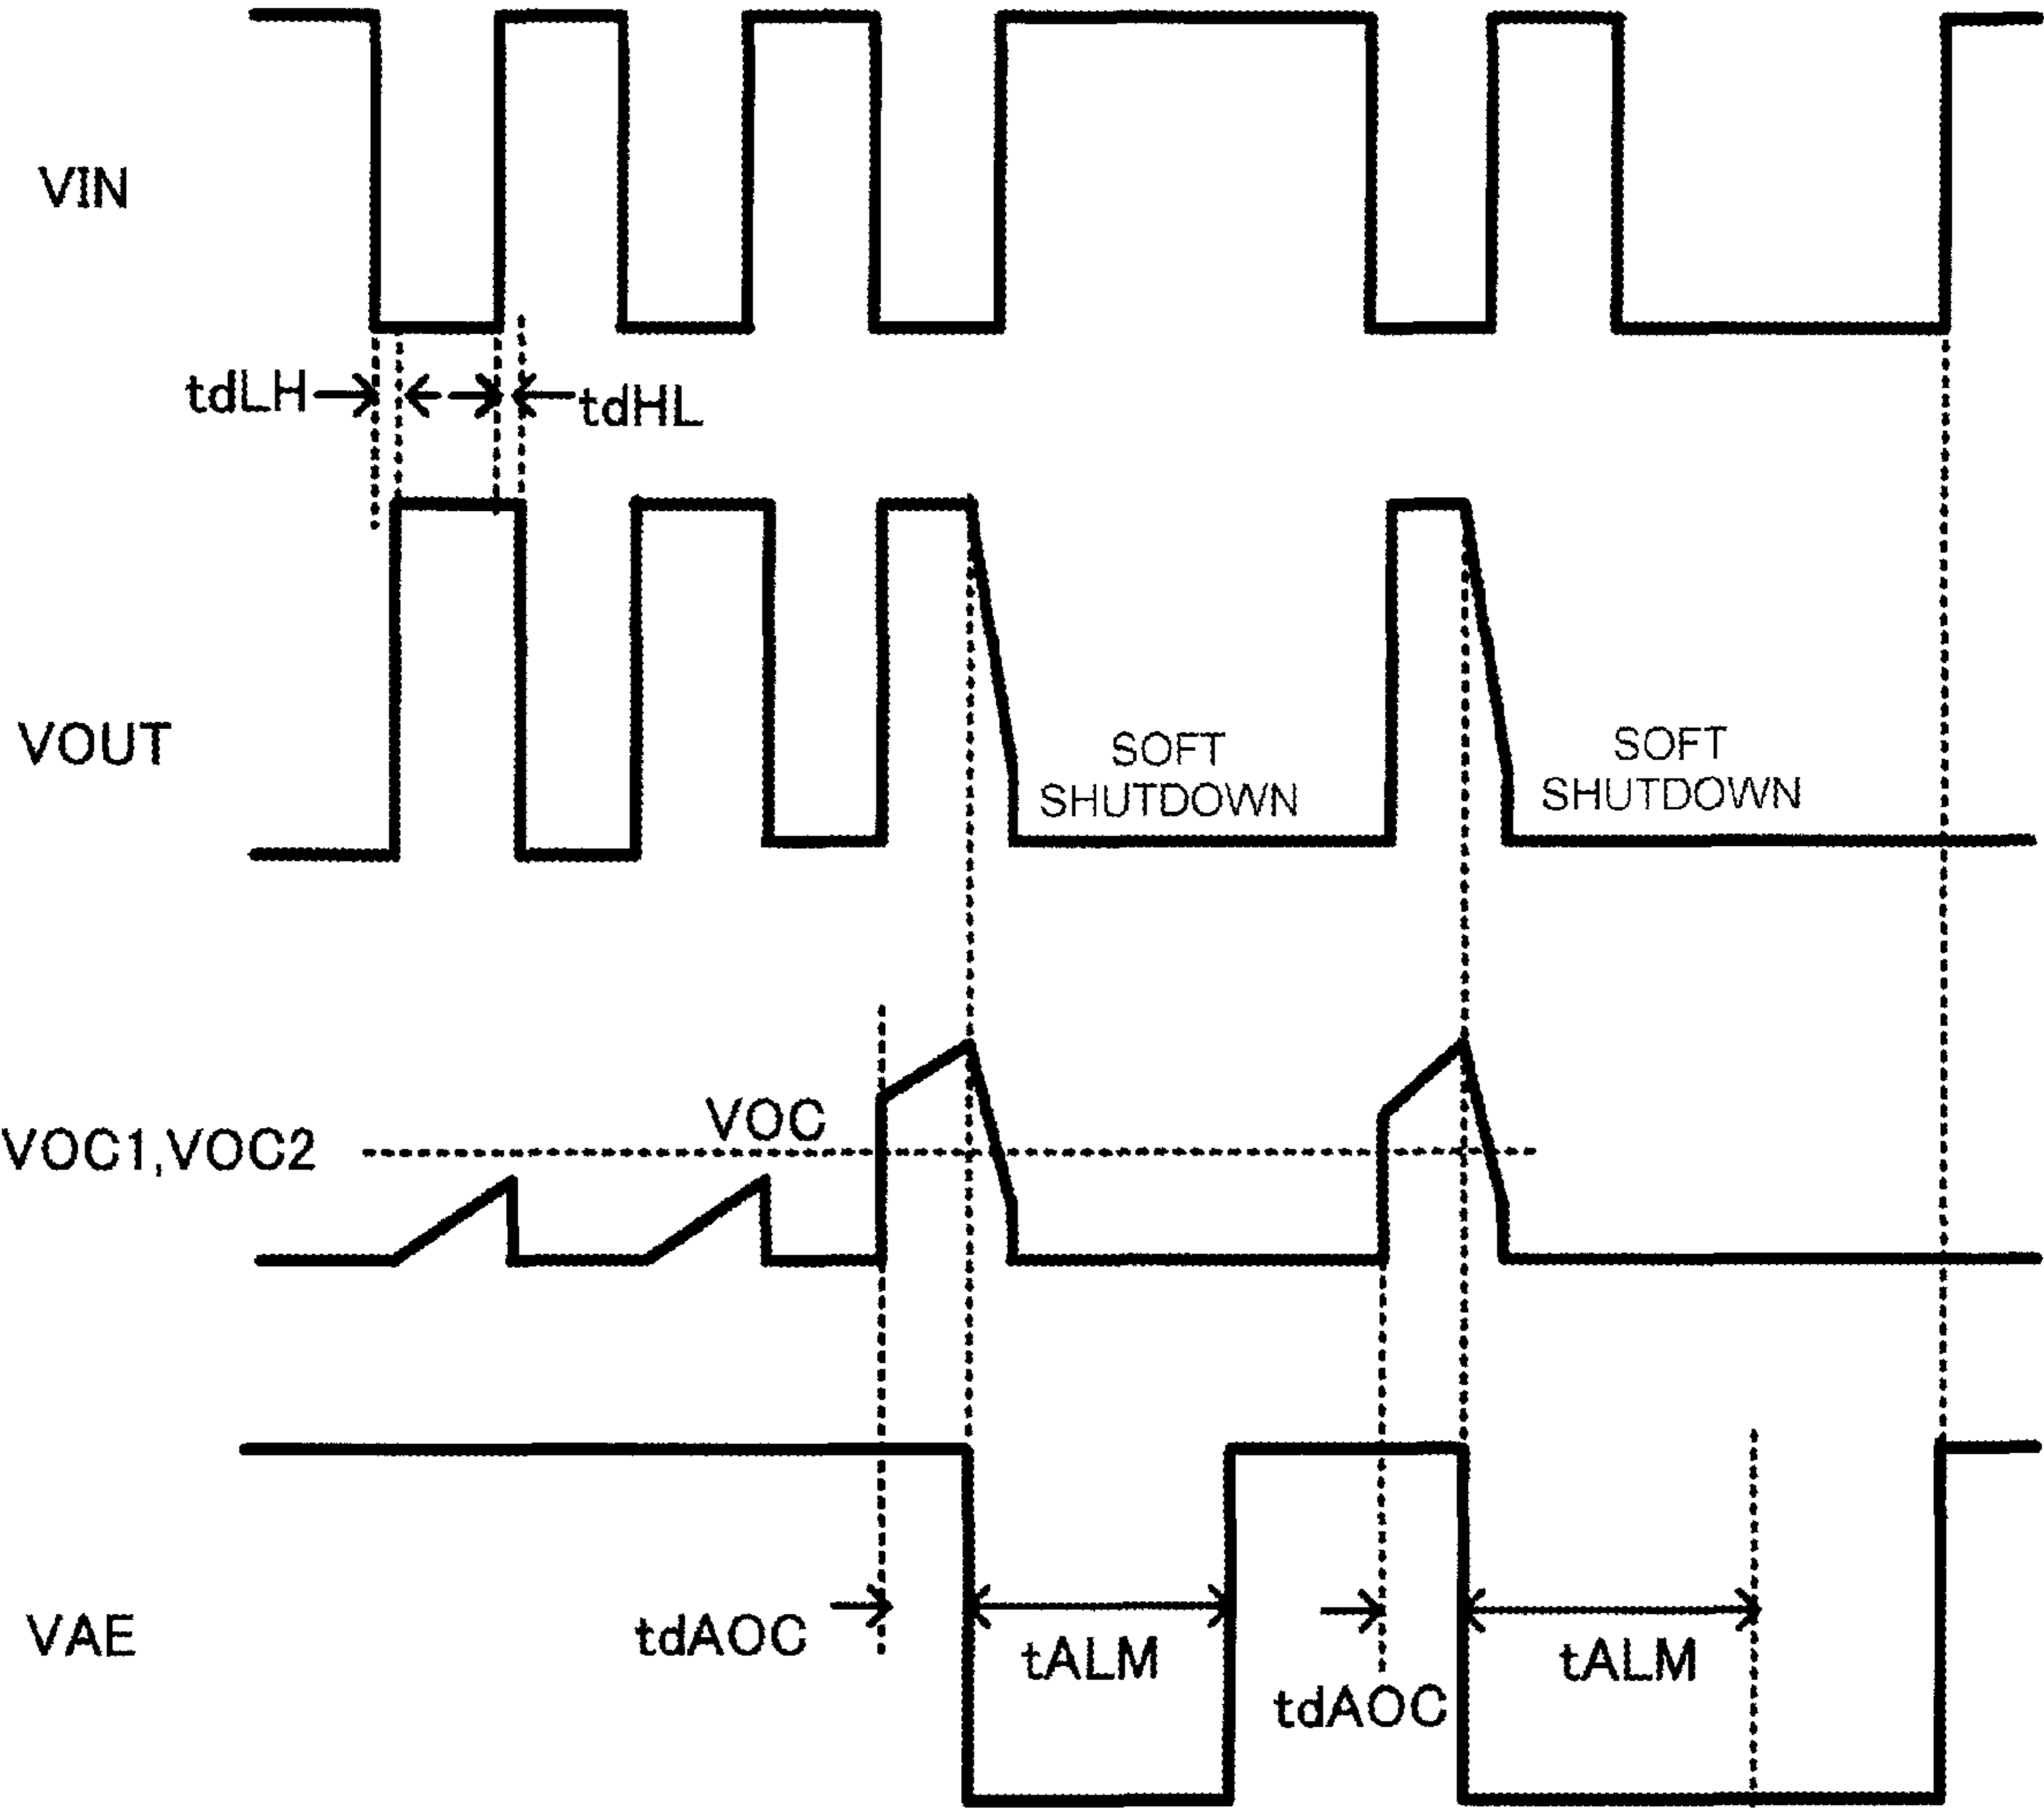 VIN
tdLH
tdHL
VOUT
SOFT
SHUTDOWN
SOFT
SHUTDOWN
VOC
VOC1,VOC2
VAE
tdAOC
tALM
tdAOC
tALM